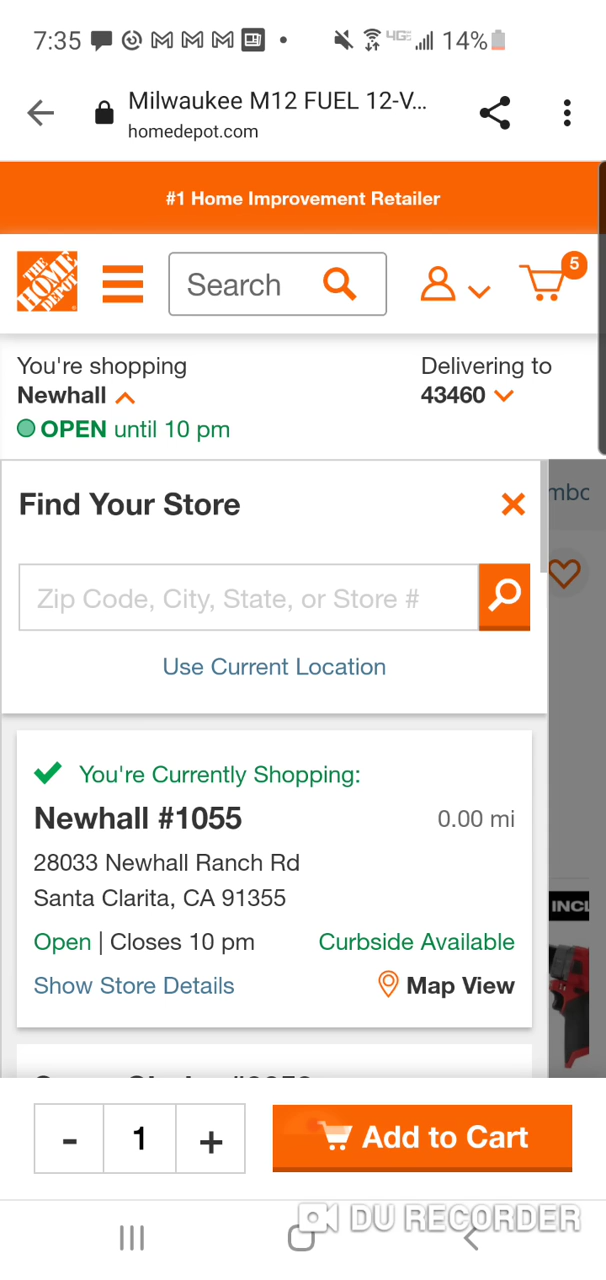 7:35 4GE 14%
Milwaukee M12 FUEL 12-V...
homedepot.com
#1 Home Improvement Retailer
THE HOME DEPOT
Search
5
You're shopping
Delivering to
Newhall
43460
OPEN until 10 pm
Find Your Store
Zip Code, City, State, or Store #
Use Current Location
You're Currently Shopping:
Newhall #1055
0.00 mi
28033 Newhall Ranch Rd
Santa Clarita, CA 91355
Open | Closes 10 pm
Curbside Available
Show Store Details
Map View
INCL
- 1 +
Add to Cart
DU RECORDER